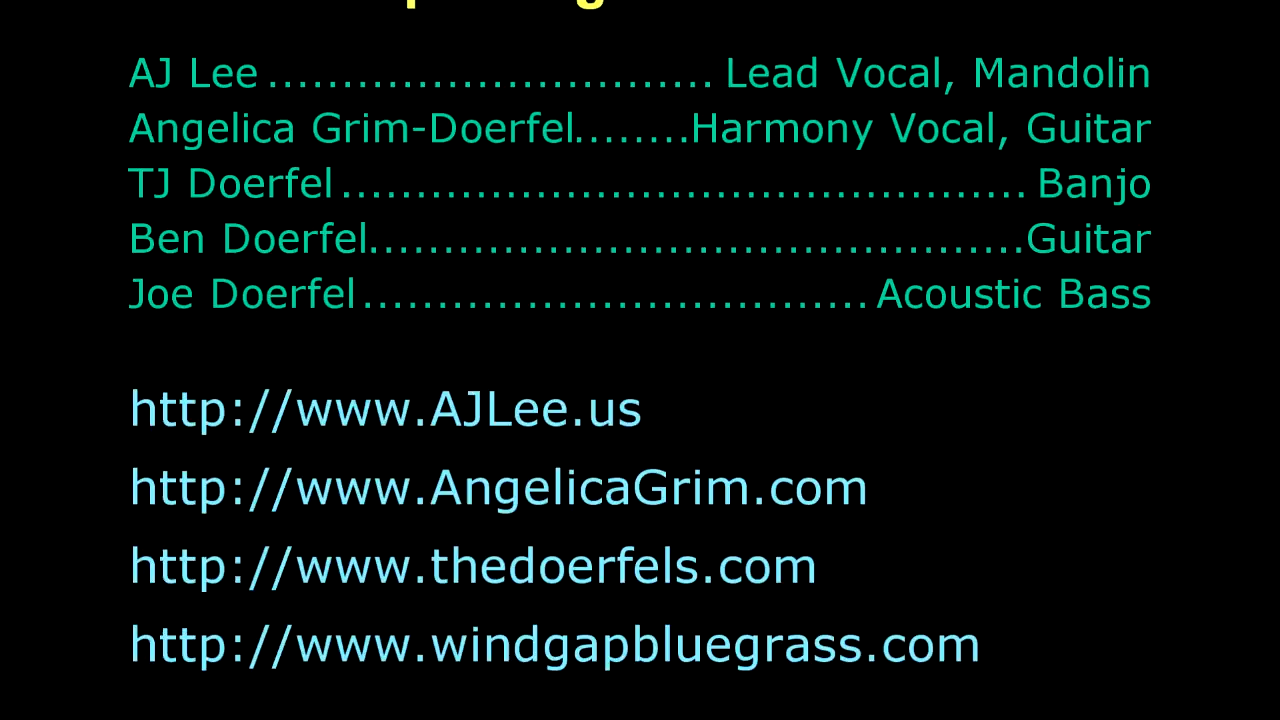 AJ Lee.............................. Lead Vocal, Mandolin
Angelica Grim-Doerfel........Harmony Vocal, Guitar
TJ Doerfel.............................................. Banjo
Ben Doerfel............................................Guitar
Joe Doerfel.................................. Acoustic Bass
http://www.AJLee.us
http://www.AngelicaGrim.com
http://www.thedoerfels.com
http://www.windgapbluegrass.com